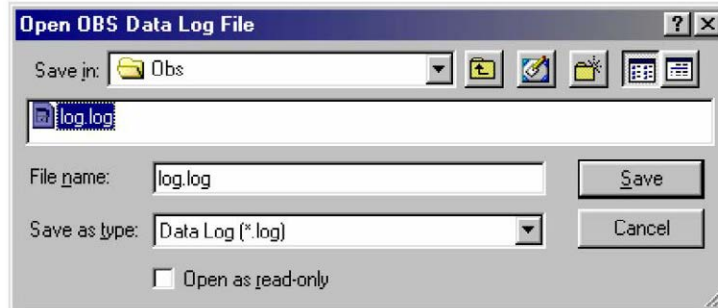 Open OBS Data Log File
Save in: Obs
log.log
File name: log.log Save
Save as type: Data Log (*.log) Cancel
Open as read-only